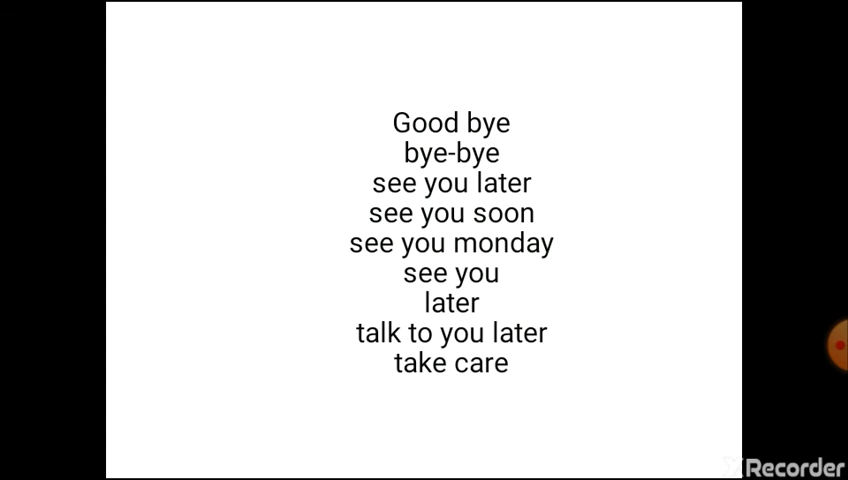 Good bye
bye-bye
see you later
see you soon
see you monday
see you
later
talk to you later
take care
Recorder